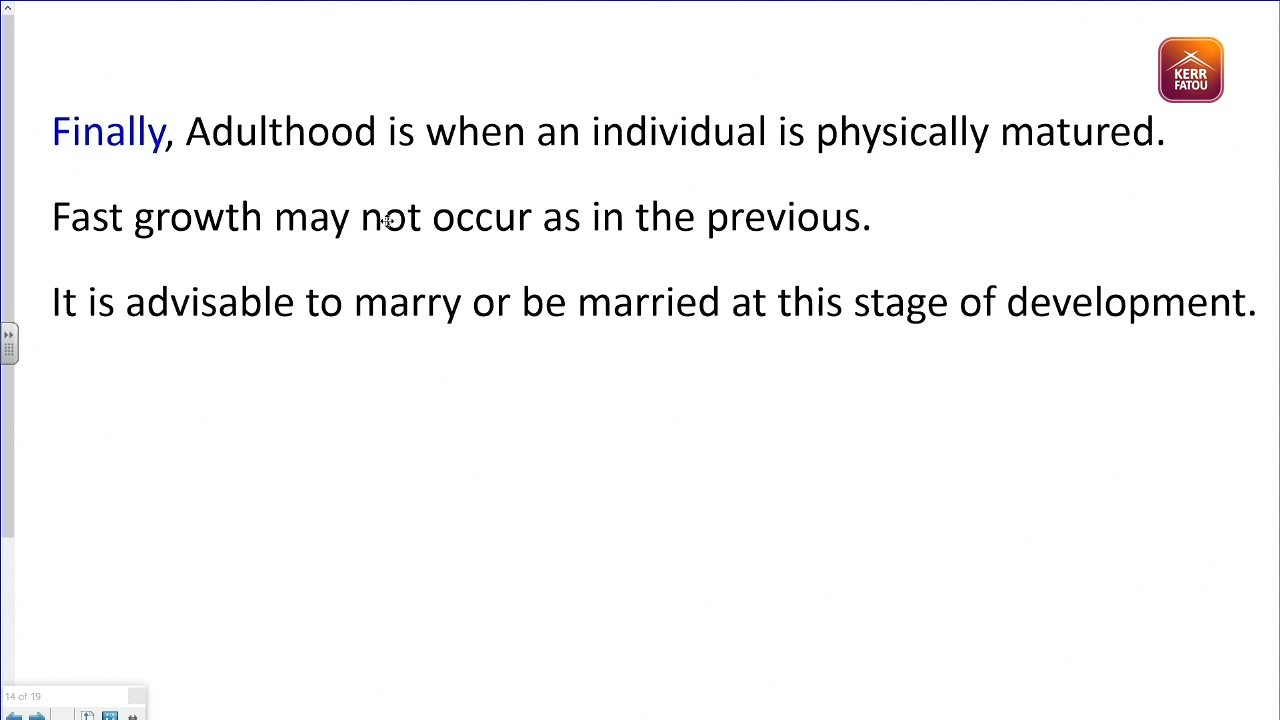 KERR
FATOU
Finally, Adulthood is when an individual is physically matured.
Fast growth may not occur as in the previous.
It is advisable to marry or be married at this stage of development.
14 of 19